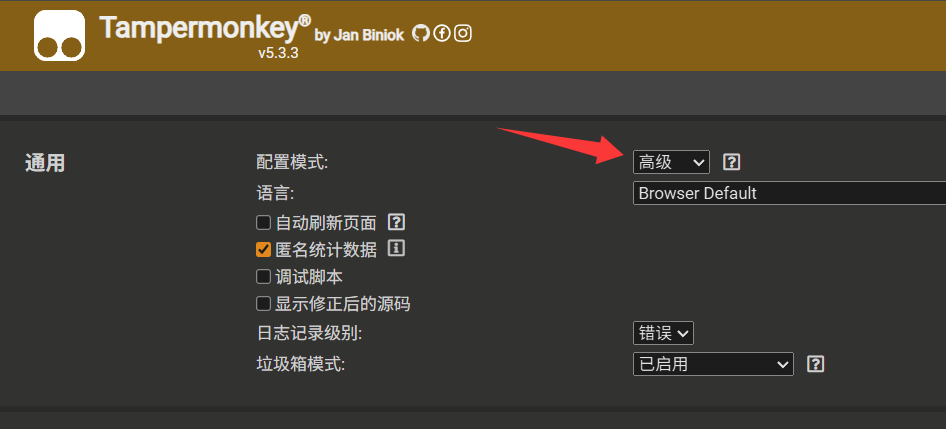 Tampermonkey® by Jan Biniok
v5.3.3
通用
配置模式: 高级
语言: Browser Default
自动刷新页面
匿名统计数据
调试脚本
显示修正后的源码
日志记录级别: 错误
垃圾箱模式: 已启用